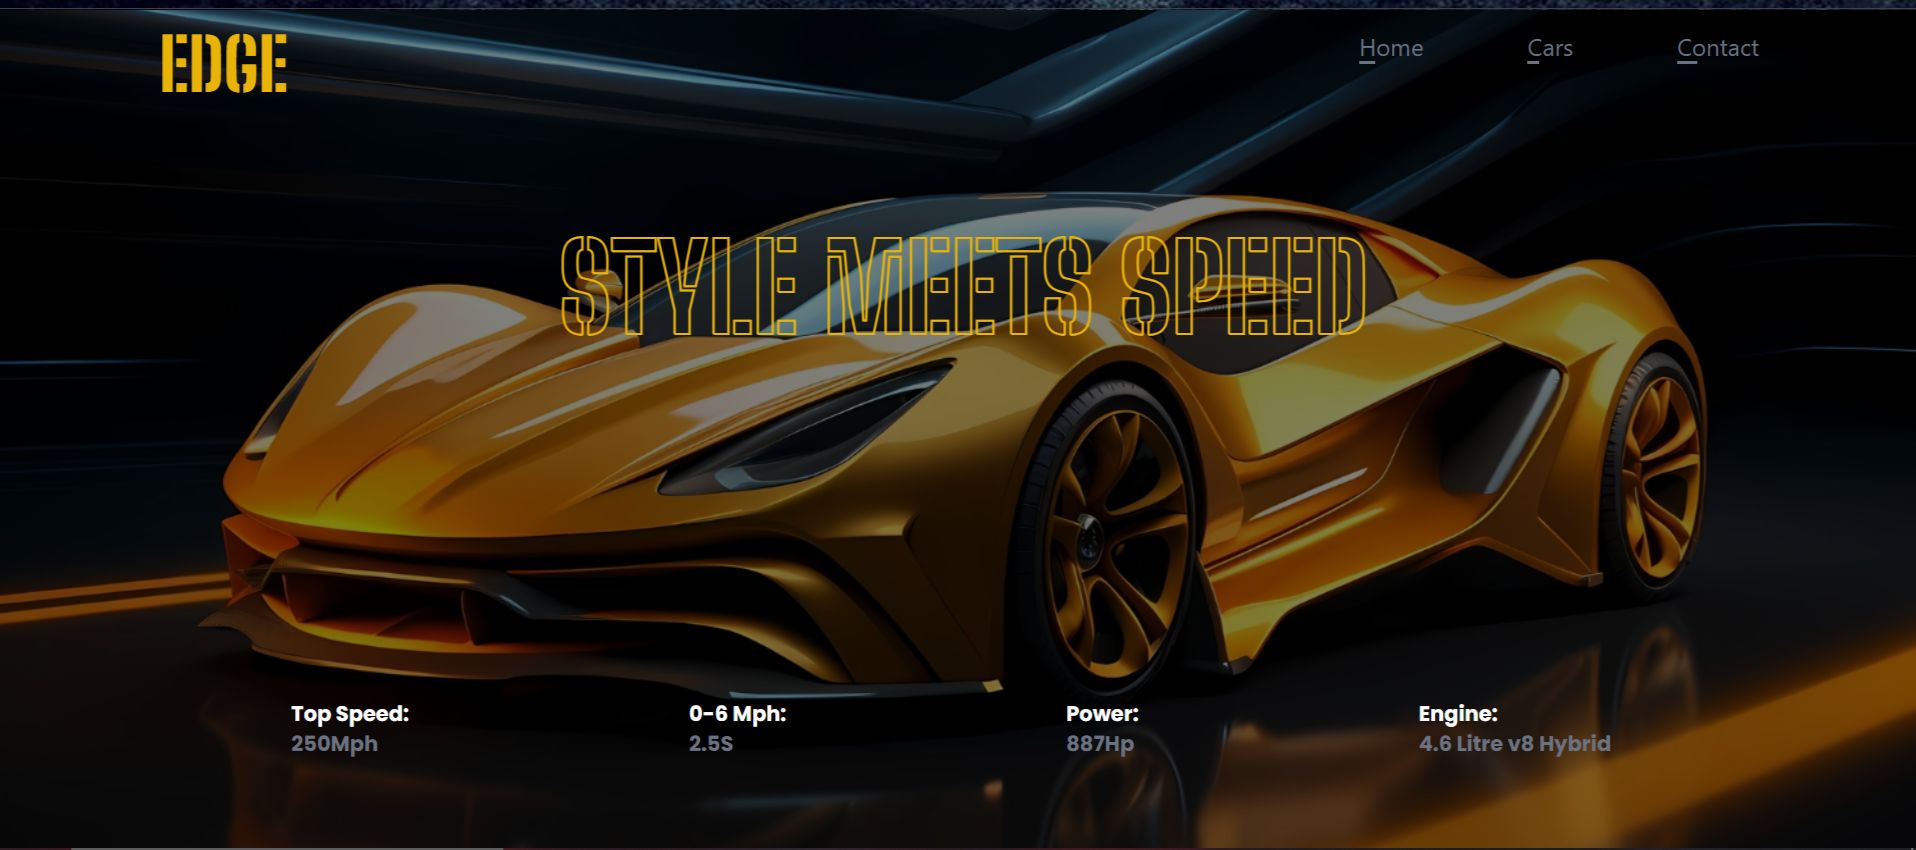 EDGE
Home Cars Contact
STYLE MEETS SPEED
Top Speed: 0-6 Mph: Power: Engine:
250Mph 2.5S 887Hp 4.6 Litre v8 Hybrid